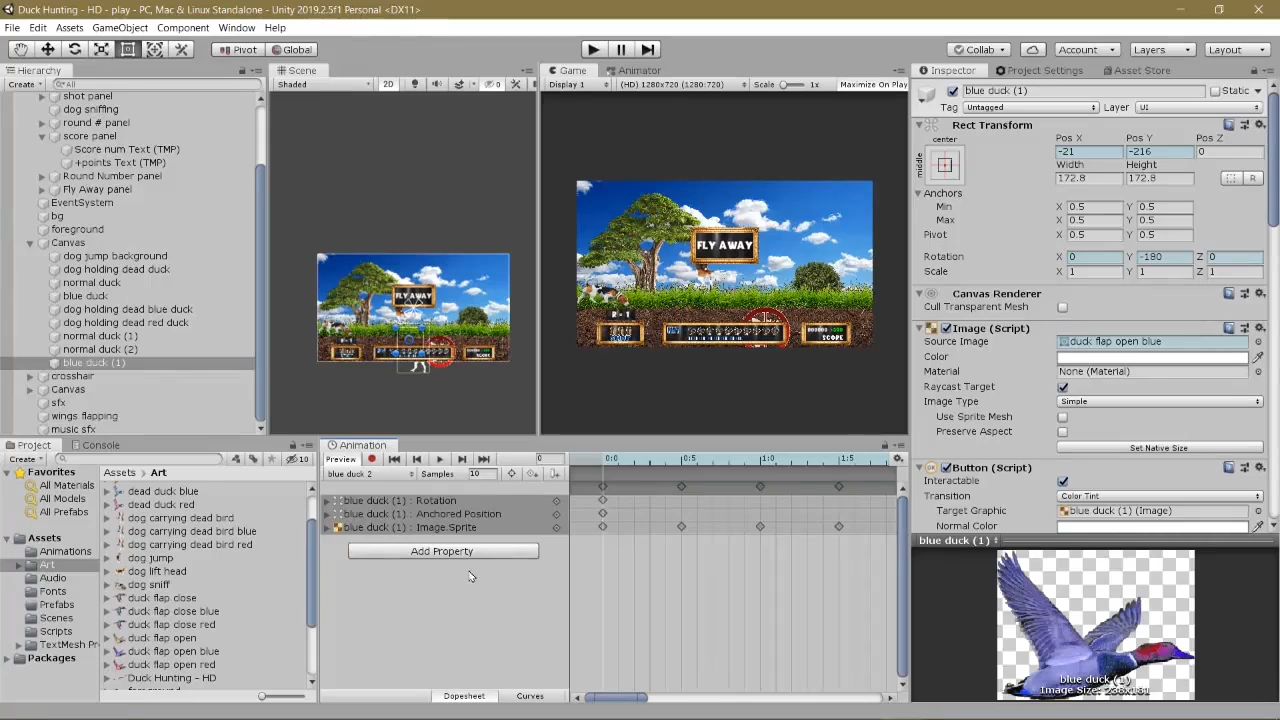 Duck Hunting - HD - play - PC, Mac & Linux Standalone - Unity 2019.2.5f1 Personal <DX11>
File Edit Assets GameObject Component Window Help
Pivot Global Collab Account Layers Layout
Hierarchy
Create All
shot panel
dog sniffing
round # panel
score panel
Score num Text (TMP)
+points Text (TMP)
Round Number panel
Fly Away panel
EventSystem
bg
foreground
Canvas
dog jump background
dog holding dead duck
normal duck
blue duck
dog holding dead blue duck
dog holding dead red duck
normal duck (1)
normal duck (2)
blue duck (1)
crosshair
Canvas
sfx
wings flapping
music sfx
Scene
Shaded 2D 0
FLY AWAY
Game Animator
Display 1 (HD) 1280x720 (1280:720) Scale 1x Maximize On Play
FLY AWAY
R - 1
SCORE
Inspector Project Settings Asset Store
blue duck (1) Static
Tag Untagged Layer UI
Rect Transform
center
middle
Pos X Pos Y Pos Z
-21 -216 0
Width Height
172.8 172.8 R
Anchors
Min X 0.5 Y 0.5
Max X 0.5 Y 0.5
Pivot X 0.5 Y 0.5
Rotation X 0 Y -180 Z 0
Scale X 1 Y 1 Z 1
Canvas Renderer
Cull Transparent Mesh
Image (Script)
Source Image duck flap open blue
Color
Material None (Material)
Raycast Target
Image Type Simple
Use Sprite Mesh
Preserve Aspect
Set Native Size
Button (Script)
Interactable
Transition Color Tint
Target Graphic blue duck (1) (Image)
Normal Color
blue duck (1)
blue duck (1)
Project Console
Create 10
Favorites
All Materials
All Models
All Prefabs
Assets
Animations
Art
Audio
Fonts
Prefabs
Scenes
Scripts
TextMesh Pr
Packages
Assets > Art
dead duck blue
dead duck red
dog carrying dead bird
dog carrying dead bird blue
dog carrying dead bird red
dog jump
dog lift head
dog sniff
duck flap close
duck flap close blue
duck flap close red
duck flap open
duck flap open blue
duck flap open red
Duck Hunting - HD
foreground
Animation
Preview 0 0:0 0:5 1:0 1:5
blue duck 2 Samples 10
blue duck (1) : Rotation
blue duck (1) : Anchored Position
blue duck (1) : Image.Sprite
Add Property
Dopesheet Curves